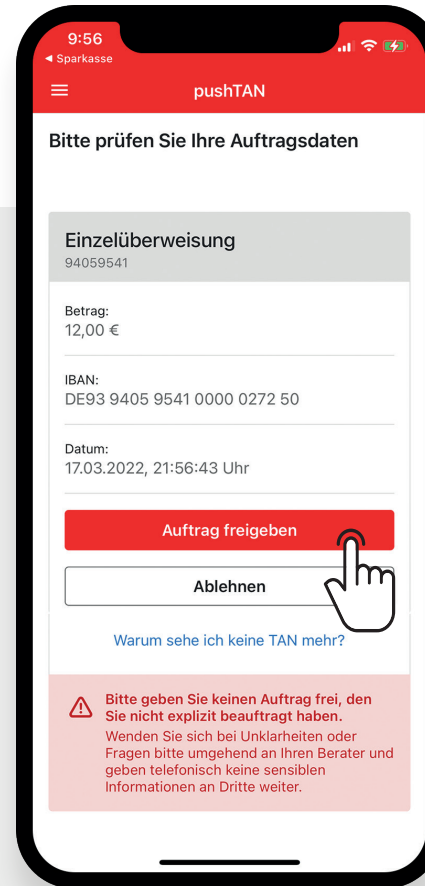 9:56
◀ Sparkasse
pushTAN
Bitte prüfen Sie Ihre Auftragsdaten
Einzelüberweisung
94059541
Betrag:
12,00 €
IBAN:
DE93 9405 9541 0000 0272 50
Datum:
17.03.2022, 21:56:43 Uhr
Auftrag freigeben
Ablehnen
Warum sehe ich keine TAN mehr?
Bitte geben Sie keinen Auftrag frei, den
Sie nicht explizit beauftragt haben.
Wenden Sie sich bei Unklarheiten oder
Fragen bitte umgehend an Ihren Berater und
geben telefonisch keine sensiblen
Informationen an Dritte weiter.